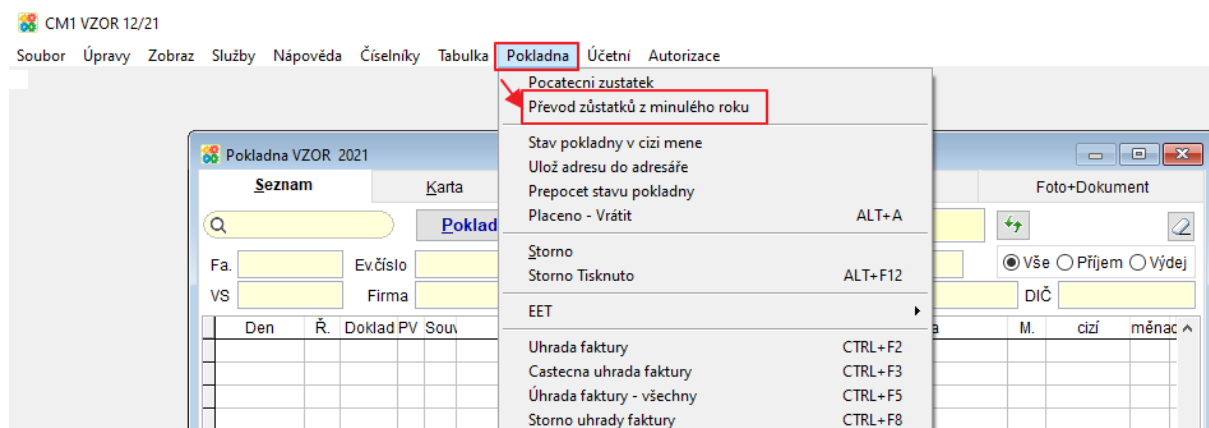 CM1 VZOR 12/21
Soubor Úpravy Zobraz Služby Nápověda Číselníky Tabulka Pokladna Účetní Autorizace
Pocatecni zustatek
Převod zůstatků z minulého roku
Stav pokladny v cizi mene
Ulož adresu do adresáře
Prepocet stavu pokladny
Placeno - Vrátit ALT+A
Storno
Storno Tisknuto ALT+F12
EET
Uhrada faktury CTRL+F2
Castecna uhrada faktury CTRL+F3
Úhrada faktury - všechny CTRL+F5
Storno uhrady faktury CTRL+F8
Pokladna VZOR 2021
Seznam Karta Foto+Dokument
Poklad
Fa. Ev.číslo Vše Příjem Výdej
VS Firma DIČ
Den Ř. Doklad PV Souv a M. cizí měna